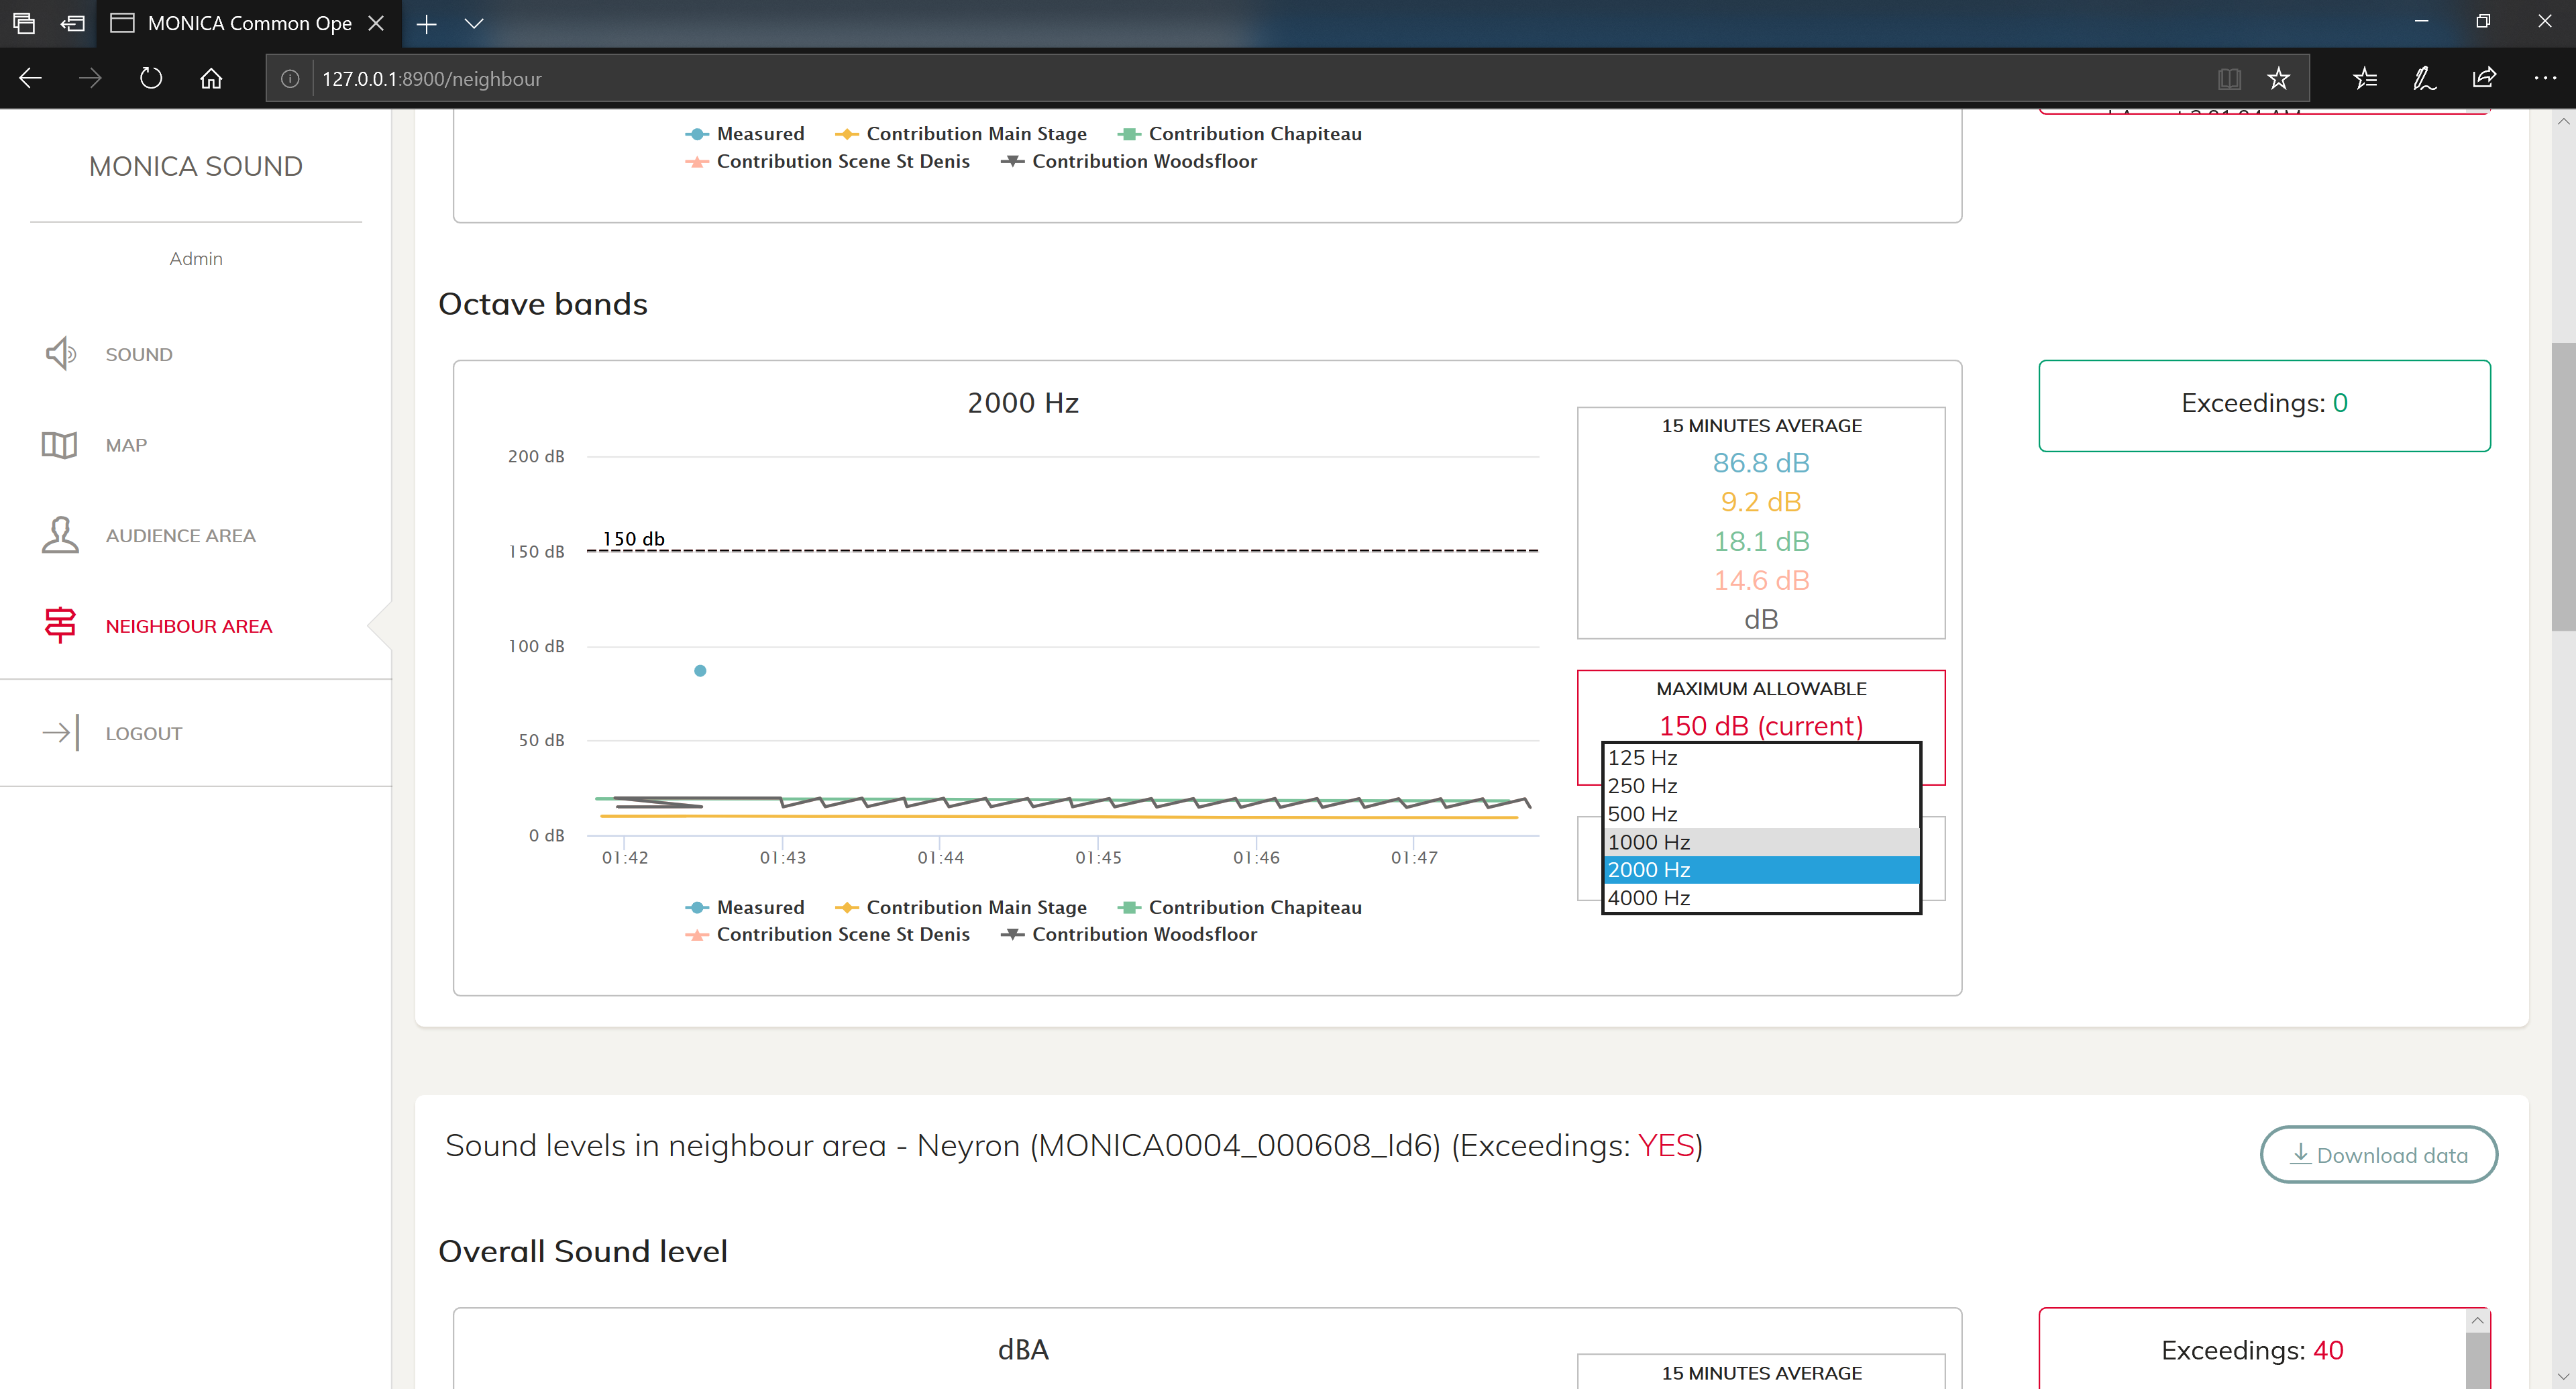 MONICA Common Ope
127.0.0.1:8900/neighbour
MONICA SOUND
Admin
SOUND
MAP
AUDIENCE AREA
NEIGHBOUR AREA
LOGOUT
Measured Contribution Main Stage Contribution Chapiteau
Contribution Scene St Denis Contribution Woodsfloor
Octave bands
2000 Hz
200 dB
150 db
150 dB
100 dB
50 dB
0 dB
01:42 01:43 01:44 01:45 01:46 01:47
Measured Contribution Main Stage Contribution Chapiteau
Contribution Scene St Denis Contribution Woodsfloor
15 MINUTES AVERAGE
86.8 dB
9.2 dB
18.1 dB
14.6 dB
dB
MAXIMUM ALLOWABLE
150 dB (current)
125 Hz
250 Hz
500 Hz
1000 Hz
2000 Hz
4000 Hz
Exceedings: 0
Sound levels in neighbour area - Neyron (MONICA0004_000608_Id6) (Exceedings: YES)
Download data
Overall Sound level
dBA
15 MINUTES AVERAGE
Exceedings: 40